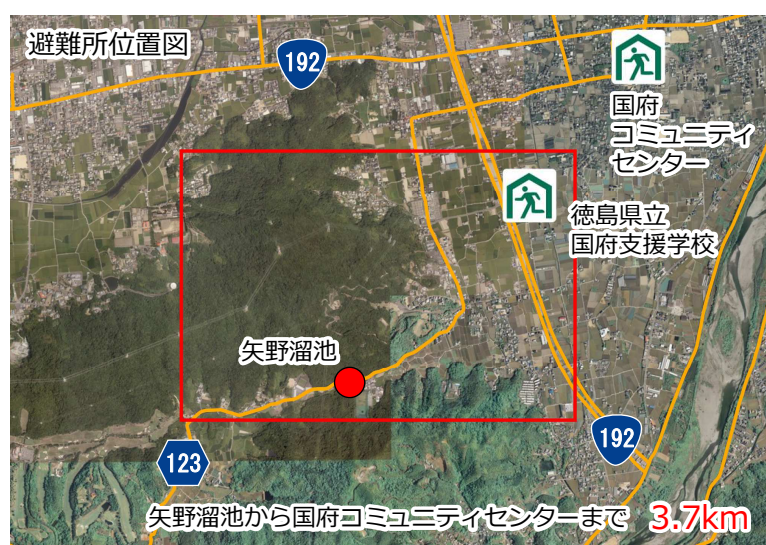 避難所位置図
192
国府
コミュニティ
センター
徳島県立
国府支援学校
矢野溜池
192
123
矢野溜池から国府コミュニティセンターまで 3.7km